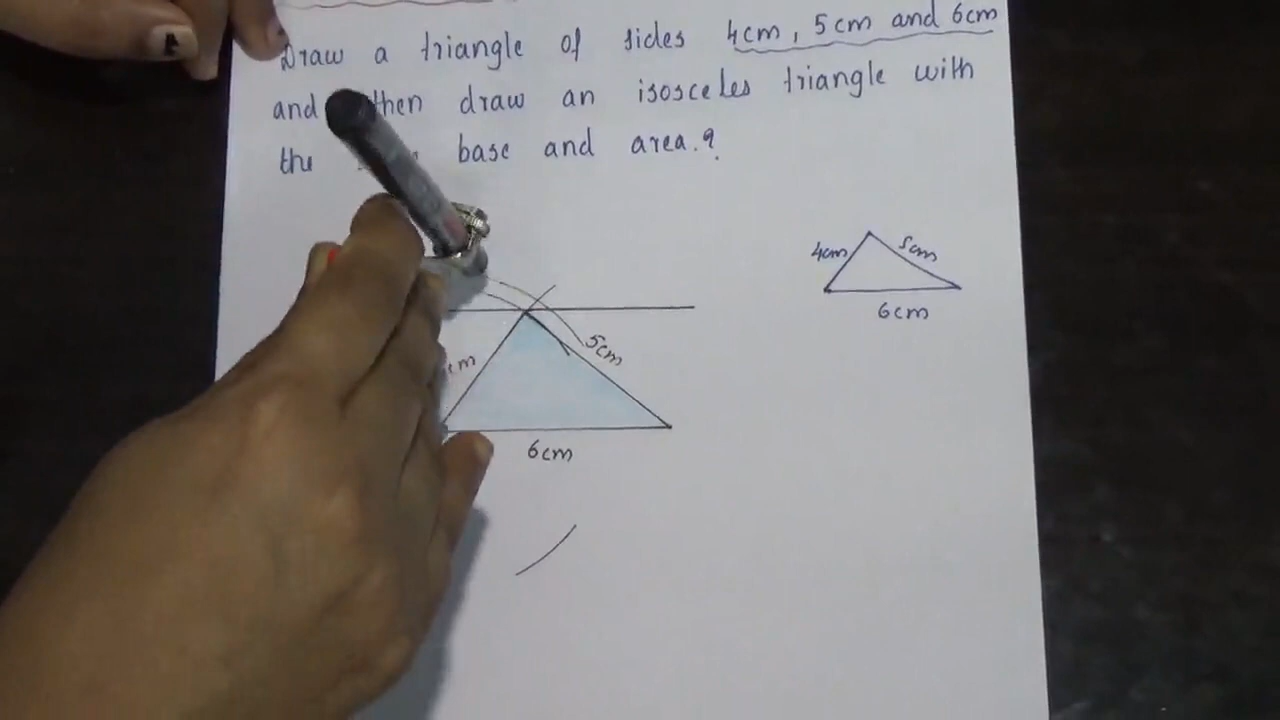 Draw a triangle of sides 4cm, 5cm and 6cm
and then draw an isosceles triangle with
the base and area.?
4cm
5cm
6cm
5cm
cm
6cm